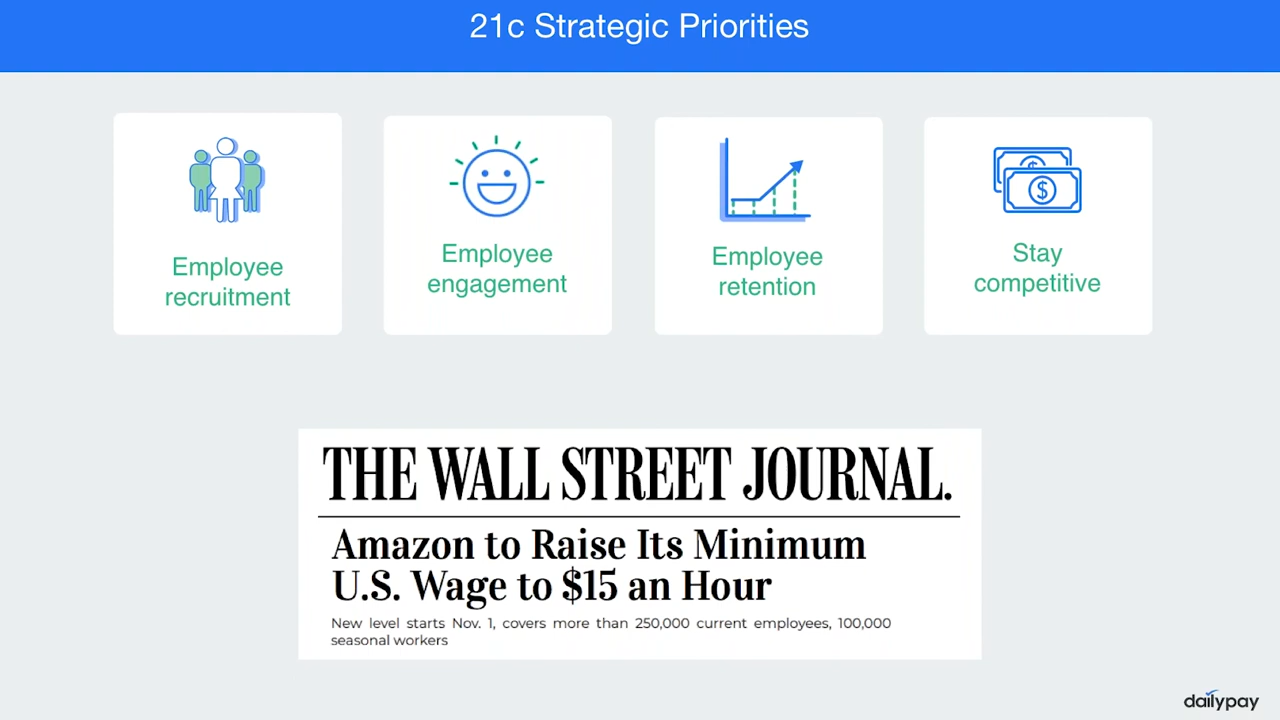 21c Strategic Priorities
Employee
recruitment
Employee
engagement
Employee
retention
$
$
Stay
competitive
THE WALL STREET JOURNAL.
Amazon to Raise Its Minimum
U.S. Wage to $15 an Hour
New level starts Nov. 1, covers more than 250,000 current employees, 100,000
seasonal workers
dailypay